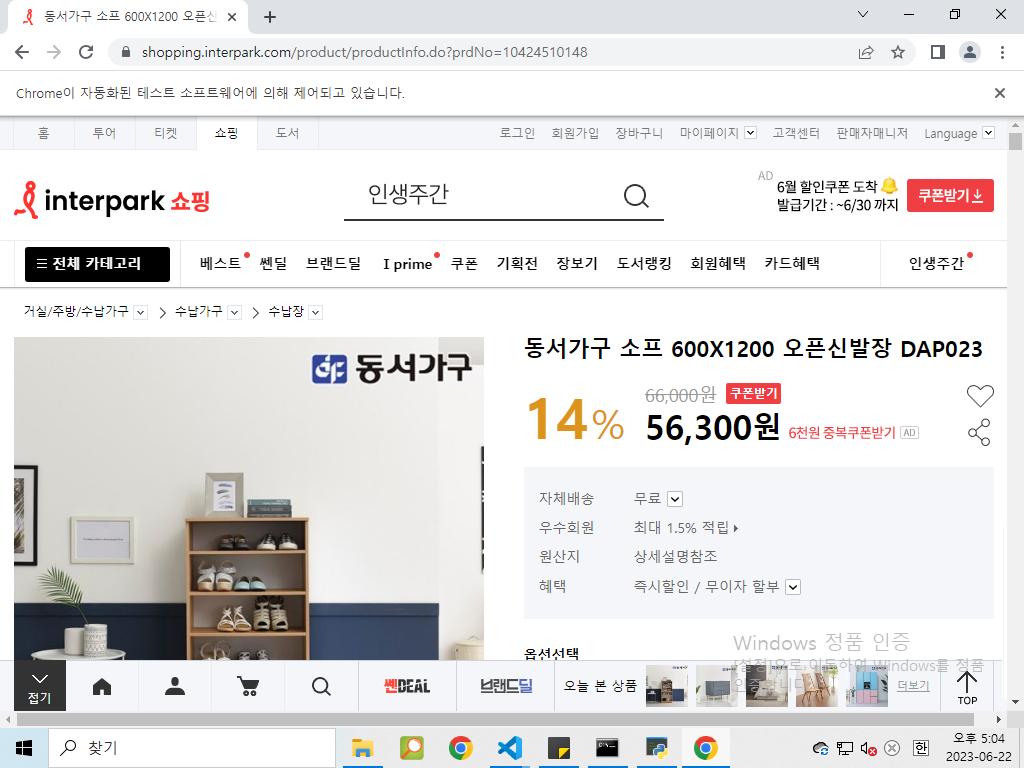 동서가구 소프 600X1200 오픈신
shopping.interpark.com/product/productInfo.do?prdNo=10424510148
Chrome이 자동화된 테스트 소프트웨어에 의해 제어되고 있습니다.
홈 투어 티켓 쇼핑 도서 로그인 회원가입 장바구니 마이페이지 고객센터 판매자매니저 Language
interpark 쇼핑
인생주간
AD
6월 할인쿠폰 도착
발급기간 : ~6/30 까지
쿠폰받기
전체 카테고리 베스트 쎈딜 브랜드딜 I prime 쿠폰 기획전 장보기 도서랭킹 회원혜택 카드혜택 인생주간
거실/주방/수납가구 수납가구 수납장
동서가구
동서가구 소프 600X1200 오픈신발장 DAP023
14%
66,000원 쿠폰받기
56,300원 6천원 중복쿠폰받기 AD
자체배송 무료
우수회원 최대 1.5% 적립
원산지 상세설명참조
혜택 즉시할인 / 무이자 할부
옵션선택
Windows 정품 인증
[설정]으로 이동하여 Windows를 정품
접기
쎈DEAL
브랜드딜
오늘 본 상품
더보기
TOP
찾기
한
오후 5:04
2023-06-22